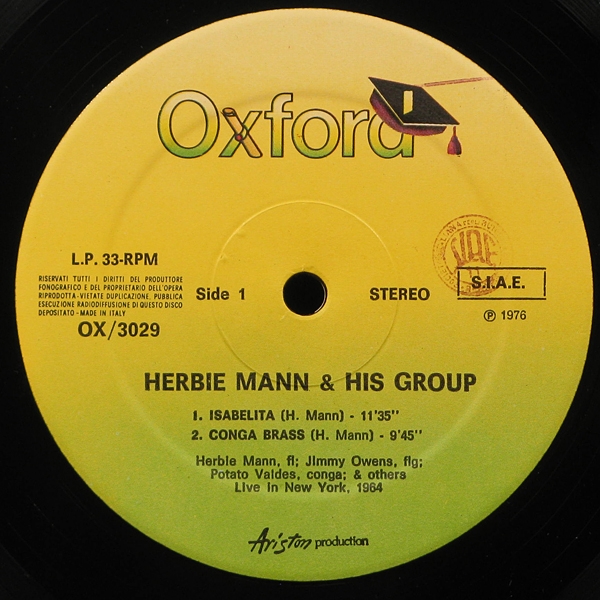 Oxford
L.P. 33-RPM
RISERVATI TUTTI I DIRITTI DEL PRODUTTORE
FONOGRAFICO E DEL PROPRIETARIO DELL'OPERA
RIPRODOTTA - VIETATE DUPLICAZIONE. PUBBLICA
ESECUZIONE RADIODIFFUSIONE DI QUESTO DISCO
DEPOSITATO - MADE IN ITALY
OX/3029
Side 1
STEREO
S.I.A.E.
Ⓟ 1976
HERBIE MANN & HIS GROUP
1. ISABELITA (H. Mann) - 11'35"
2. CONGA BRASS (H. Mann) - 9'45"
Herbie Mann, fl; Jimmy Owens, flg;
Potato Valdes, conga; & others
Live in New York, 1964
Ariston production